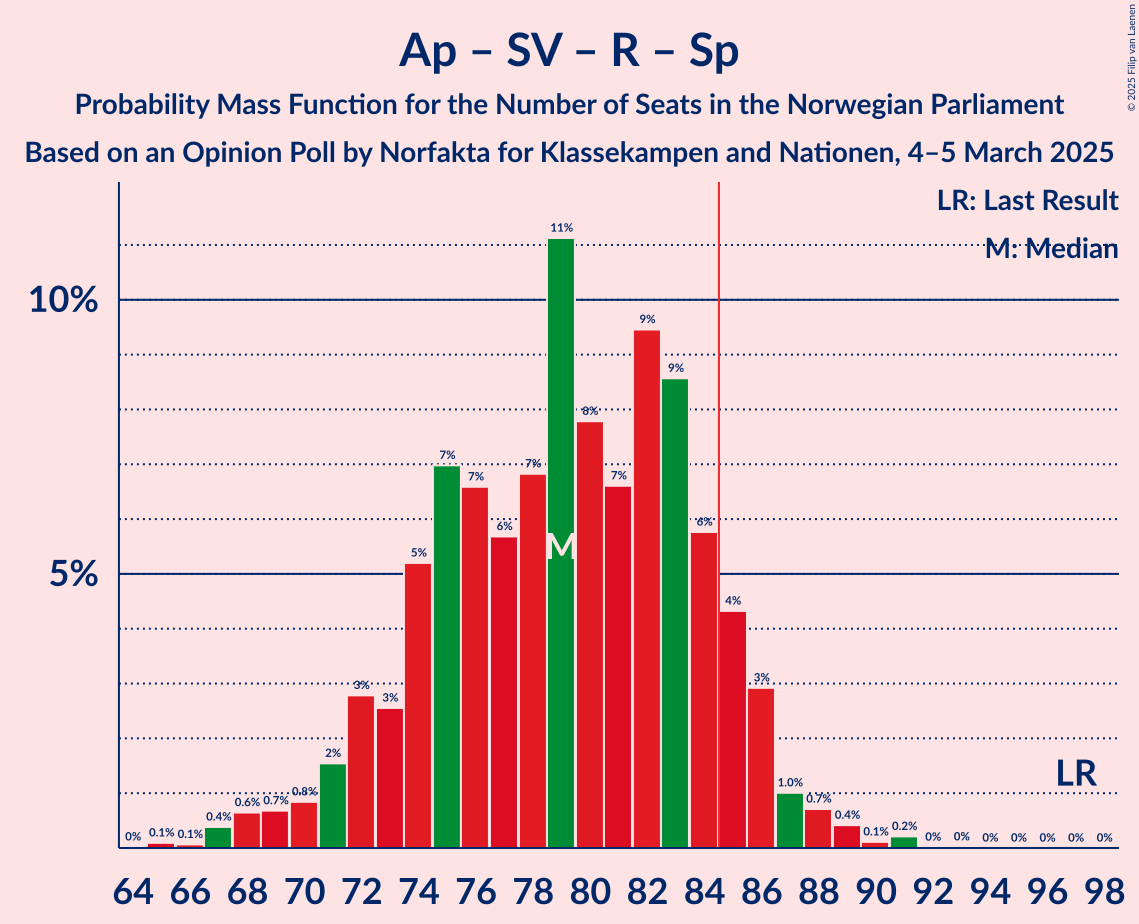 Ap – SV – R – Sp
Probability Mass Function for the Number of Seats in the Norwegian Parliament
Based on an Opinion Poll by Norfakta for Klassekampen and Nationen, 4–5 March 2025
© 2025 Filip van Laenen
LR: Last Result
M: Median
10%
5%
0% 0.1% 0.1% 0.4% 0.6% 0.7% 0.8% 2% 3% 3% 5% 7% 7% 6% 7% 11% 8% 7% 9% 9% 6% 4% 3% 1.0% 0.7% 0.4% 0.1% 0.2% 0% 0% 0% 0% 0% 0% 0%
M
LR
64 66 68 70 72 74 76 78 80 82 84 86 88 90 92 94 96 98